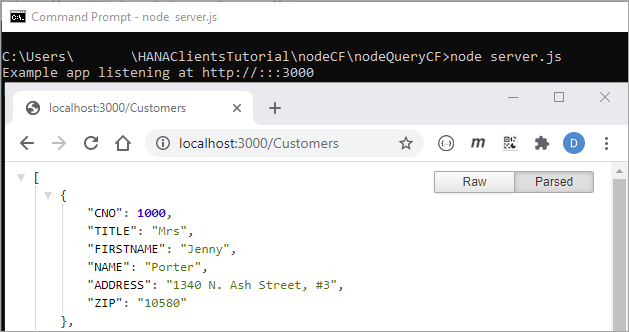 Command Prompt - node  server.js
C:\Users\        \HANAClientsTutorial\nodeCF\nodeQueryCF>node server.js
Example app listening at http://:::3000
localhost:3000/Customers
localhost:3000/Customers
m
D
Raw
Parsed
[
{
"CNO": 1000,
"TITLE": "Mrs",
"FIRSTNAME": "Jenny",
"NAME": "Porter",
"ADDRESS": "1340 N. Ash Street, #3",
"ZIP": "10580"
},